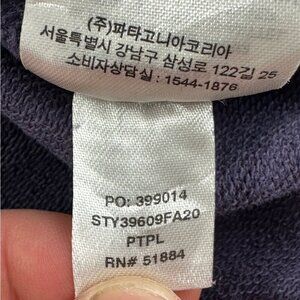 (주)파타고니아코리아
서울특별시 강남구 삼성로 122길 25
소비자상담실 : 1544-1876
PO: 399014
STY39609FA20
PTPL
RN# 51884